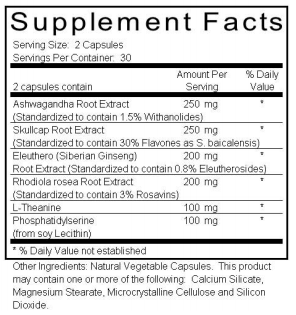 Supplement Facts
Serving Size: 2 Capsules
Servings Per Container: 30
Amount Per % Daily
2 capsules contain Serving Value
Ashwagandha Root Extract 250 mg *
(Standardized to contain 1.5% Withanolides)
Skullcap Root Extract 250 mg *
(Standardized to contain 30% Flavones as S. baicalensis)
Eleuthero (Siberian Ginseng) 200 mg *
Root Extract (Standardized to contain 0.8% Eleutherosides)
Rhodiola rosea Root Extract 200 mg *
(Standardized to contain 3% Rosavins)
L-Theanine 100 mg *
Phosphatidylserine 100 mg *
(from soy Lecithin)
* % Daily Value not established
Other Ingredients: Natural Vegetable Capsules. This product
may contain one or more of the following: Calcium Silicate,
Magnesium Stearate, Microcrystalline Cellulose and Silicon
Dioxide.